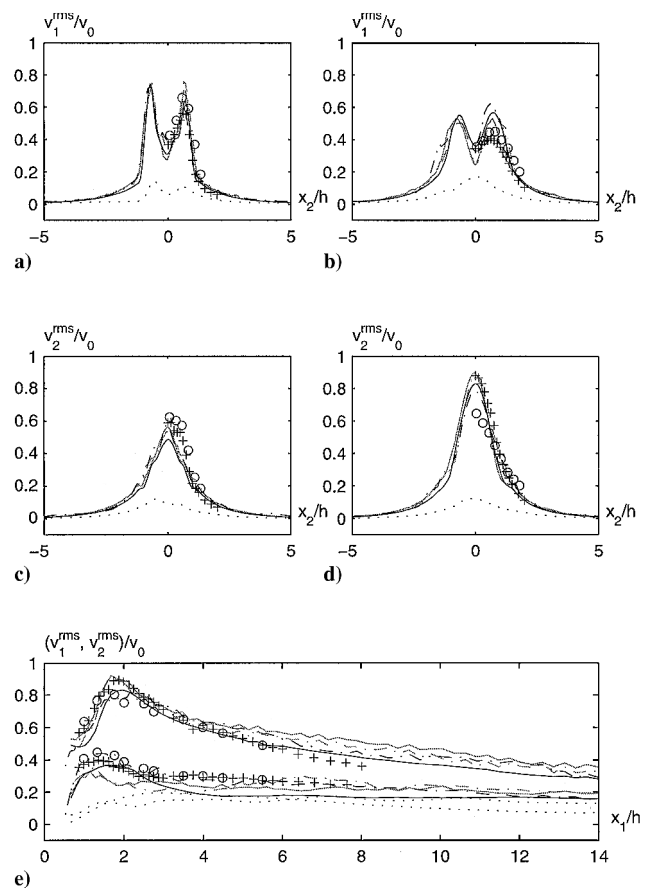 v₁ʳᵐˢ/v₀ v₁ʳᵐˢ/v₀
1 1
0.8 0.8
0.6 0.6
0.4 0.4
0.2 0.2
0 x₂/h 0 x₂/h
−5 0 5 −5 0 5
a) b)
v₂ʳᵐˢ/v₀ v₂ʳᵐˢ/v₀
1 1
0.8 0.8
0.6 0.6
0.4 0.4
0.2 0.2
0 x₂/h 0 x₂/h
−5 0 5 −5 0 5
c) d)
(v₁ʳᵐˢ, v₂ʳᵐˢ)/v₀
1
0.8
0.6
0.4
0.2
0 x₁/h
0 2 4 6 8 10 12 14
e)